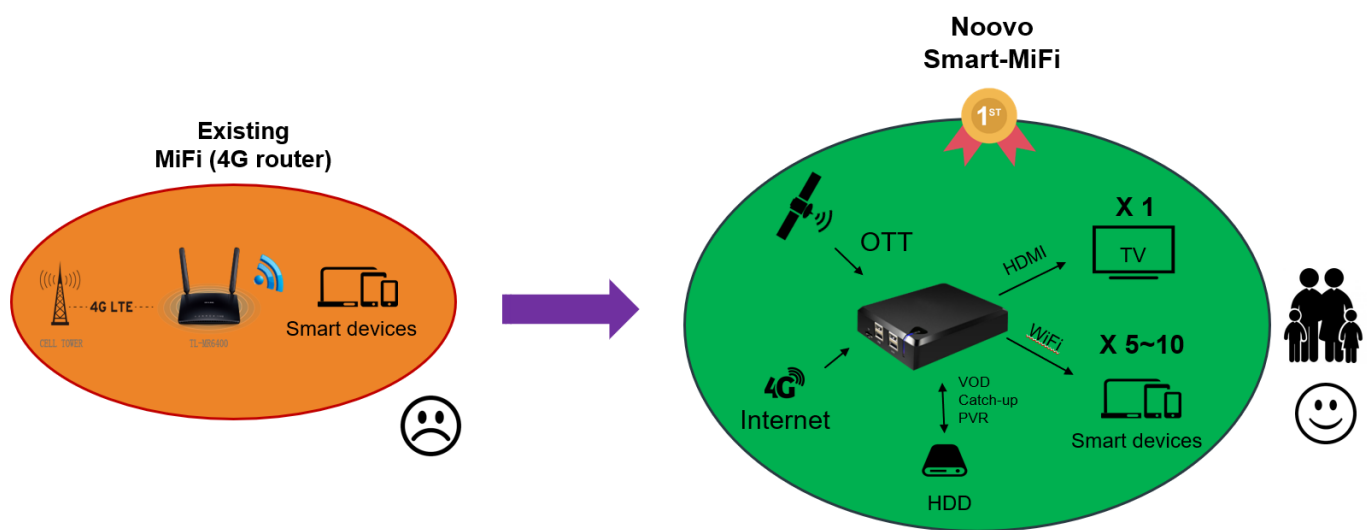 Existing
MiFi (4G router)
4G LTE
CELL TOWER
TL-MR6400
Smart devices
Noovo
Smart-MiFi
1ST
OTT
X 1
HDMI
TV
WiFi
X 5~10
4G
Internet
VOD
Catch-up
PVR
Smart devices
HDD